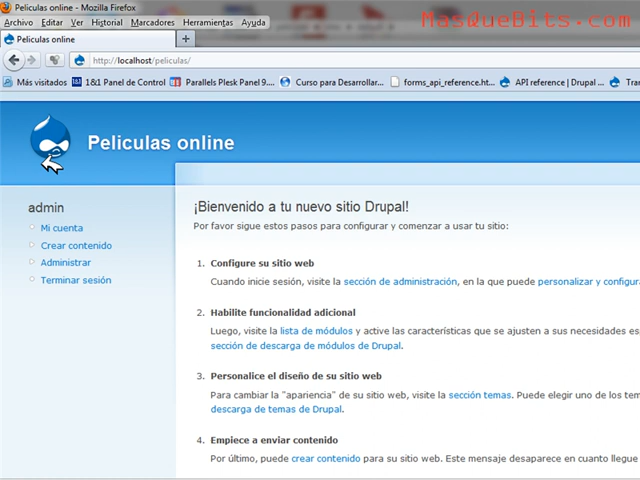 Peliculas online - Mozilla Firefox
MasQueBits.com
Archivo Editar Ver Historial Marcadores Herramientas Ayuda
Peliculas online
http://localhost/peliculas/
Más visitados 1&1 Panel de Control Parallels Plesk Panel 9.... Curso para Desarrollar... forms_api_reference.ht... API reference | Drupal ... Tran
Peliculas online
admin
Mi cuenta
Crear contenido
Administrar
Terminar sesión
¡Bienvenido a tu nuevo sitio Drupal!
Por favor sigue estos pasos para configurar y comenzar a usar tu sitio:
1. Configure su sitio web
Cuando inicie sesión, visite la sección de administración, en la que puede personalizar y configura
2. Habilite funcionalidad adicional
Luego, visite la lista de módulos y active las características que se ajusten a sus necesidades es
sección de descarga de módulos de Drupal.
3. Personalice el diseño de su sitio web
Para cambiar la "apariencia" de su sitio web, visite la sección temas. Puede elegir uno de los tem
descarga de temas de Drupal.
4. Empiece a enviar contenido
Por último, puede crear contenido para su sitio web. Este mensaje desaparece en cuanto llegue